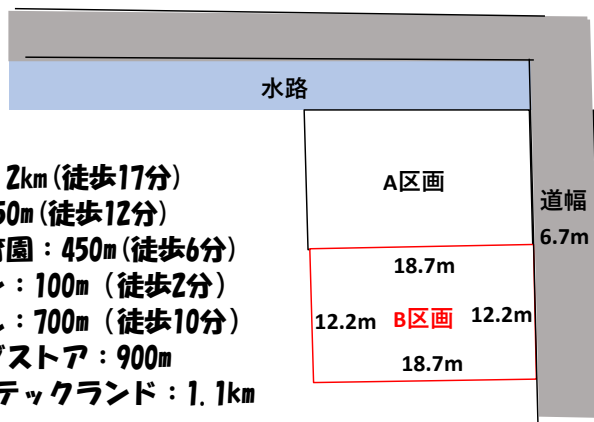 水路
2km(徒歩17分)
50m(徒歩12分)
園：450m(徒歩6分)
：100m（徒歩2分）
：700m（徒歩10分）
ストア：900m
テックランド：1.1km
A区画
道幅
6.7m
18.7m
12.2m B区画 12.2m
18.7m